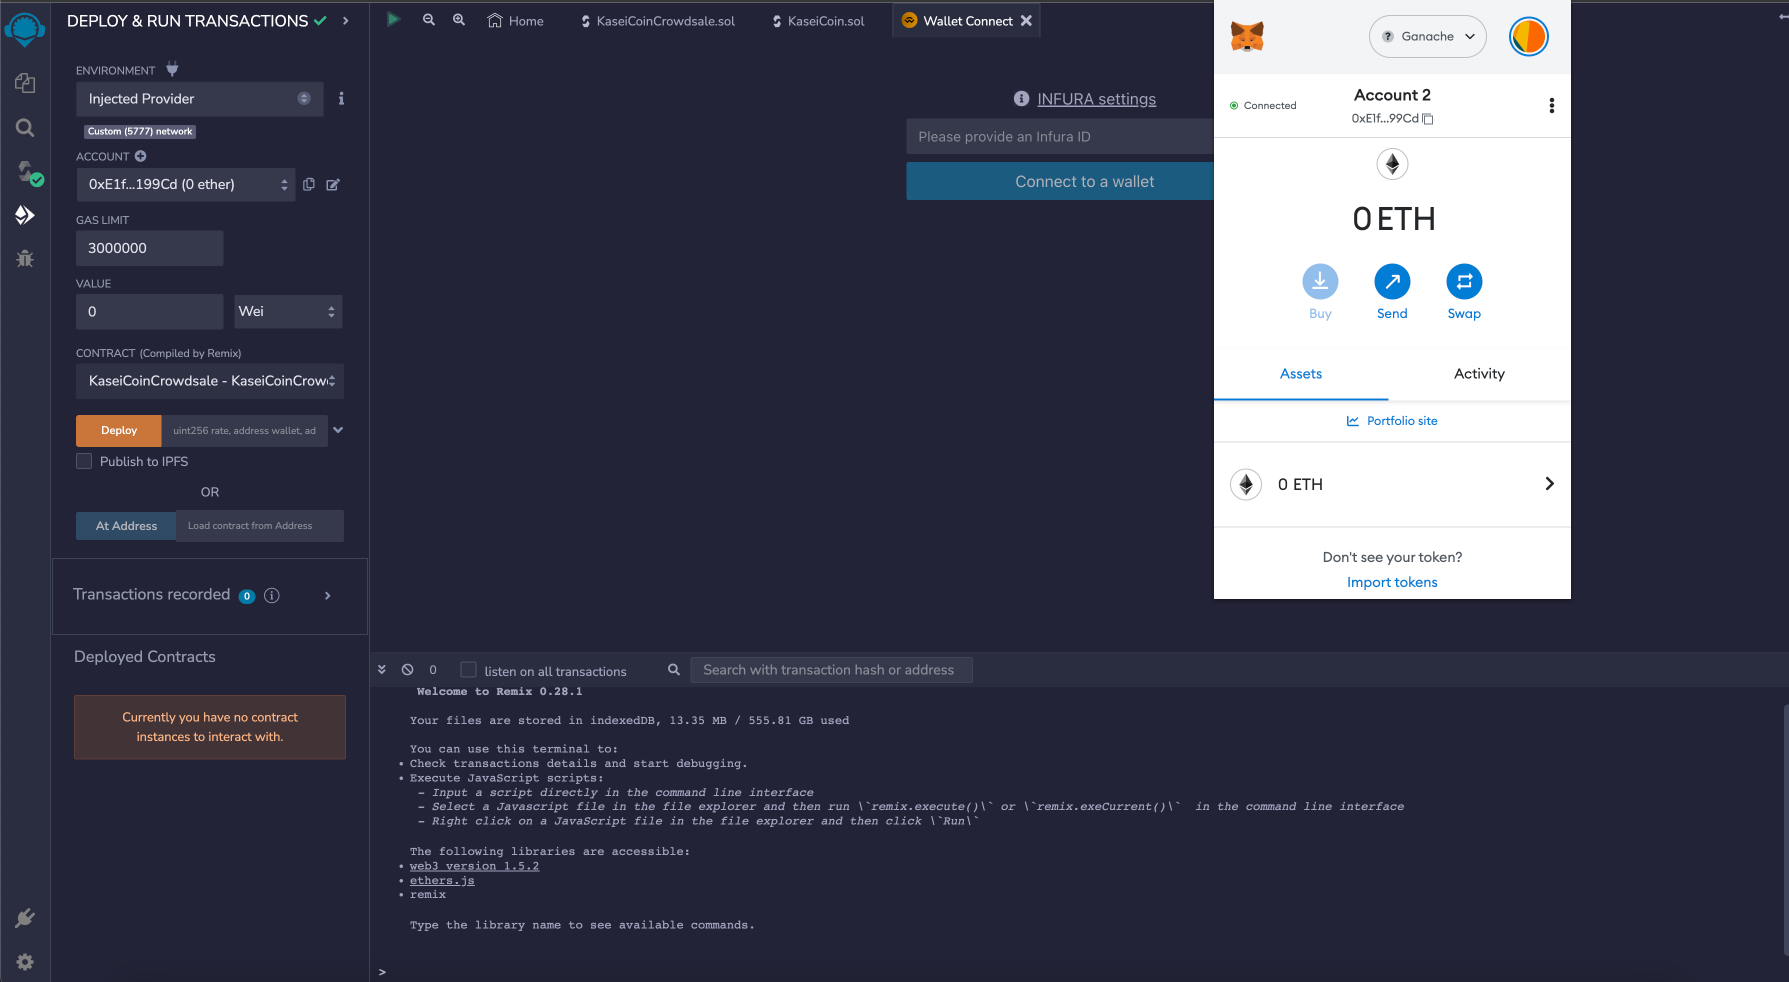 DEPLOY & RUN TRANSACTIONS
ENVIRONMENT
Injected Provider
Custom (5777) network
ACCOUNT
0xE1f...199Cd (0 ether)
GAS LIMIT
3000000
VALUE
0
Wei
CONTRACT (Compiled by Remix)
KaseiCoinCrowdsale - KaseiCoinCrow
Deploy
uint256 rate, address wallet, ad
Publish to IPFS
OR
At Address
Load contract from Address
Transactions recorded 0
Deployed Contracts
Currently you have no contract
instances to interact with.
Home
KaseiCoinCrowdsale.sol
KaseiCoin.sol
Wallet Connect
INFURA settings
Please provide an Infura ID
Connect to a wallet
Ganache
Connected
Account 2
0xE1f...99Cd
0 ETH
Buy
Send
Swap
Assets
Activity
Portfolio site
0 ETH
Don't see your token?
Import tokens
0
listen on all transactions
Search with transaction hash or address
Welcome to Remix 0.28.1
Your files are stored in indexedDB, 13.35 MB / 555.81 GB used
You can use this terminal to:
• Check transactions details and start debugging.
• Execute JavaScript scripts:
- Input a script directly in the command line interface
- Select a Javascript file in the file explorer and then run \`remix.execute()\` or \`remix.exeCurrent()\` in the command line interface
- Right click on a JavaScript file in the file explorer and then click \`Run\`
The following libraries are accessible:
• web3 version 1.5.2
• ethers.js
• remix
Type the library name to see available commands.
>